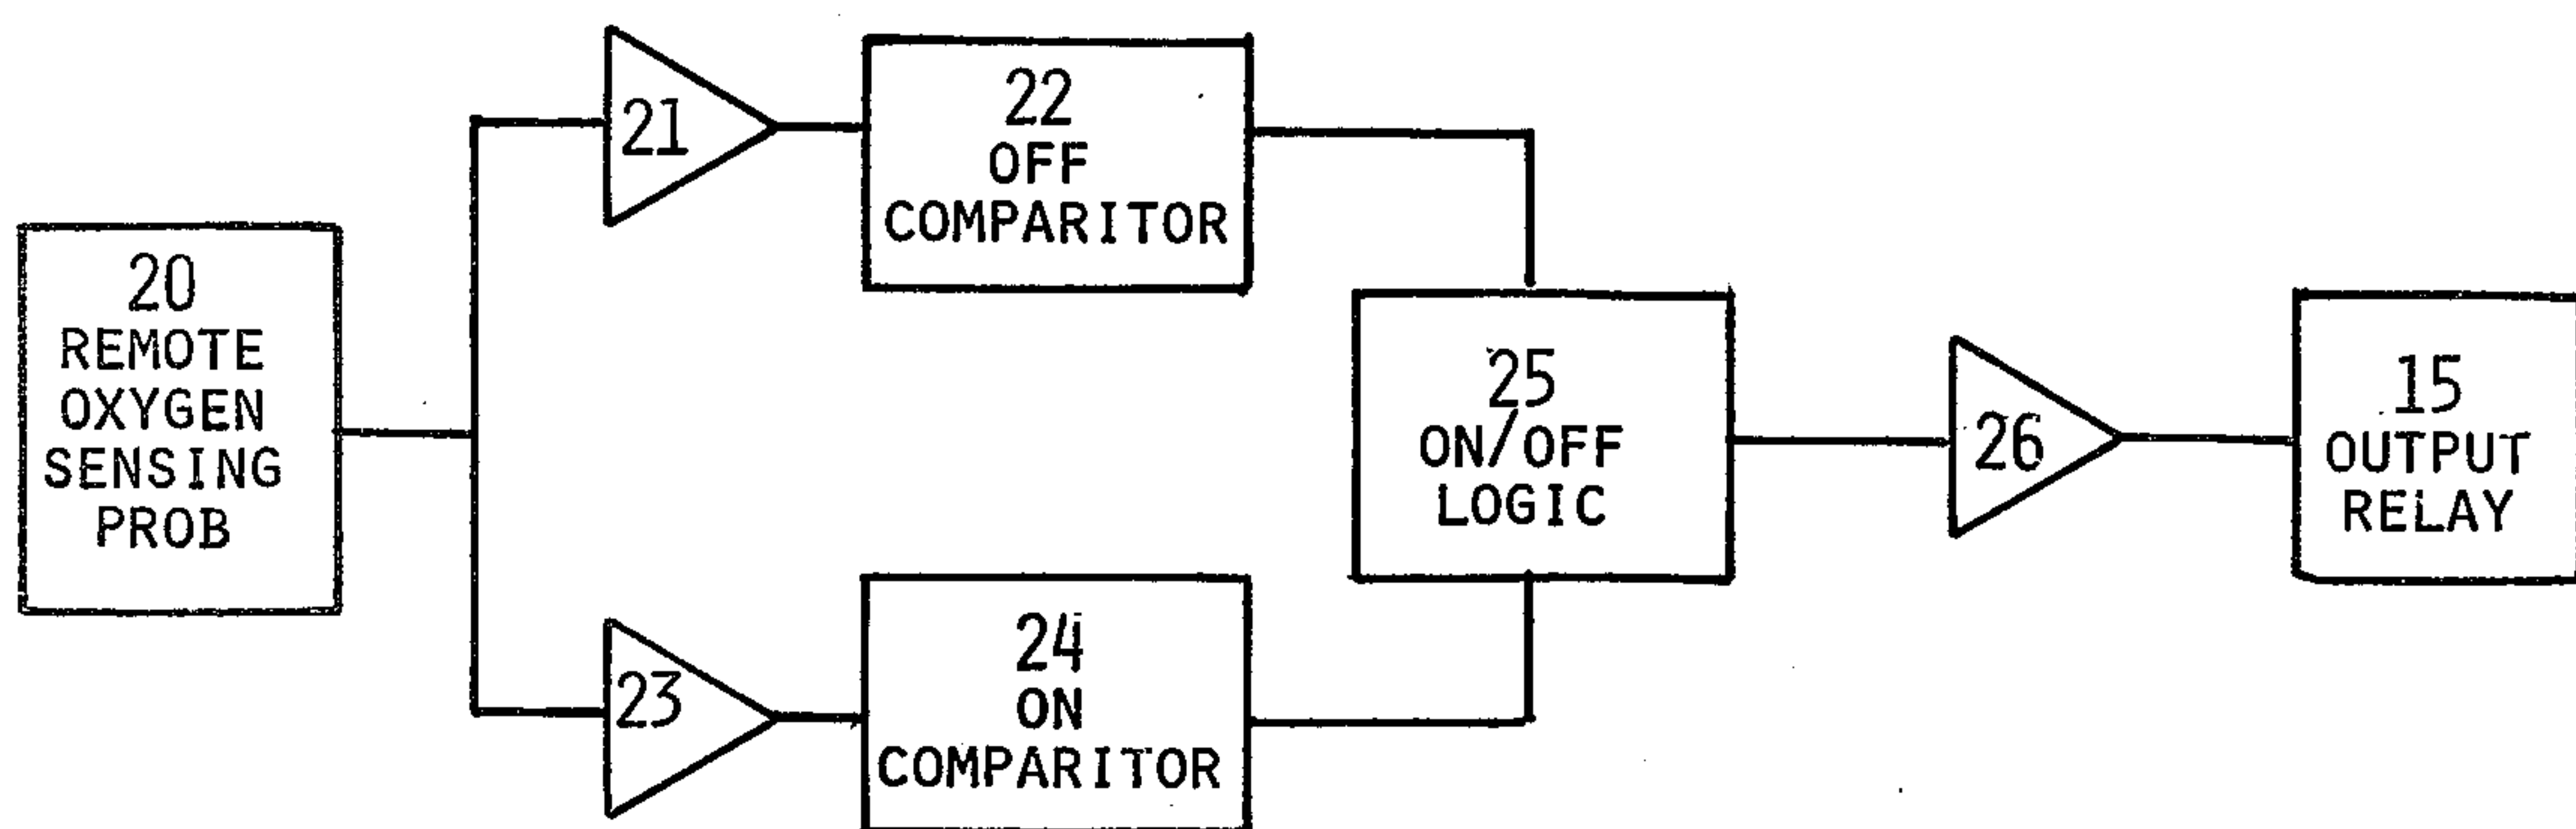 20
REMOTE
OXYGEN
SENSING
PROB
21
22
OFF
COMPARITOR
23
24
ON
COMPARITOR
25
ON/OFF
LOGIC
26
15
OUTPUT
RELAY